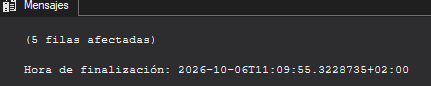 Mensajes
(5 filas afectadas)
Hora de finalización: 2026-10-06T11:09:55.3228735+02:00